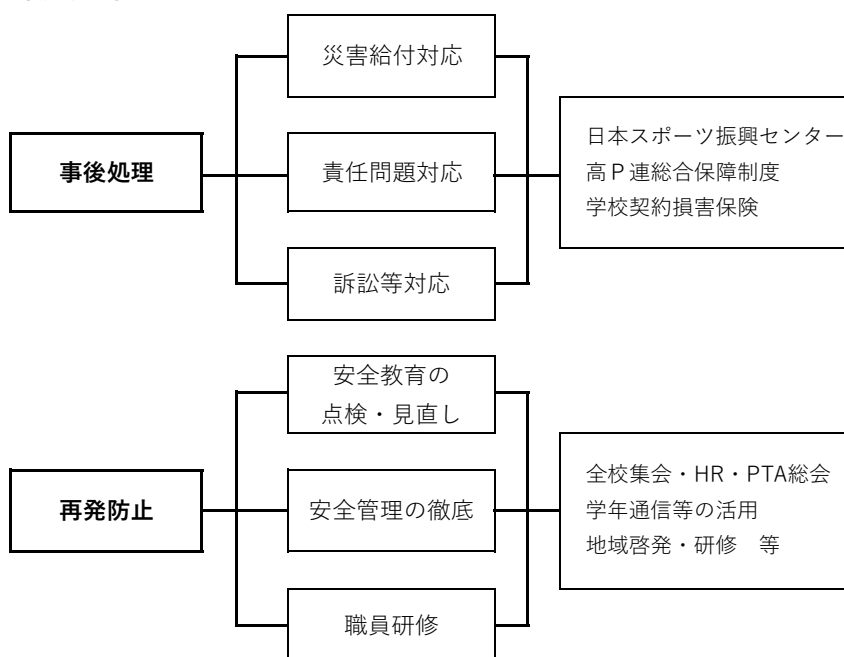 災害給付対応
事後処理
責任問題対応
訴訟等対応
日本スポーツ振興センター
高Ｐ連総合保障制度
学校契約損害保険
安全教育の
点検・見直し
再発防止
安全管理の徹底
職員研修
全校集会・HR・PTA総会
学年通信等の活用
地域啓発・研修　等